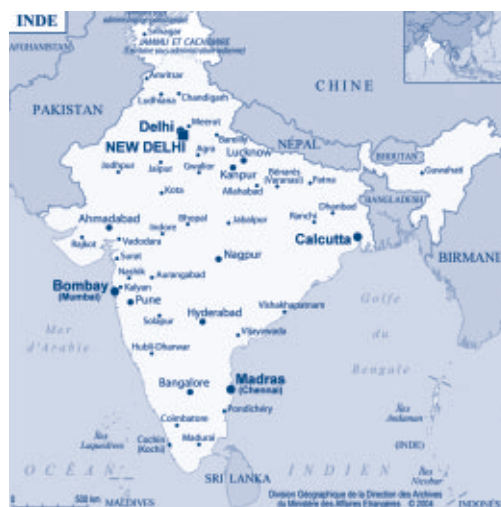 INDE
Srinagar
JAMMU ET CACHEMIRE
AFGHANISTAN
Amritsar
CHINE
Ludhiana
Chandigarh
PAKISTAN
Delhi
Meerut
NEW DELHI
Bareilly
NÉPAL
Agra
Lucknow
BHOUTAN
Jodhpur
Jaipur
Gwalior
Kanpur
Bénarès
(Varanasi)
Patna
Guwahati
Kota
Allahabad
BANGLADESH
Ahmadabad
Bhopal
Jabalpur
Ranchi
Dhanbad
Indore
Rajkot
Vadodara
Calcutta
Surat
Nagpur
BIRMANI
Nashik
Aurangabad
Bombay
(Mumbai)
Kalyan
Pune
Vishakhapatnam
Golfe
Solapur
Hyderabad
Mer
d'Arabie
Vijayawada
du
Hubli-Dharwar
Bengale
Bangalore
Madras
(Chennai)
Îles
Andaman
Pondichéry
Coimbatore
Îles
Laquedives
(INDE)
Cochin
(Kochi)
Madurai
OCÉAN
INDIEN
Îles
Nicobar
SRI LANKA
0
500 km
MALDIVES
Division Géographique de la Direction des Archives
du Ministère des Affaires Etrangères © 2004
INDONÉS